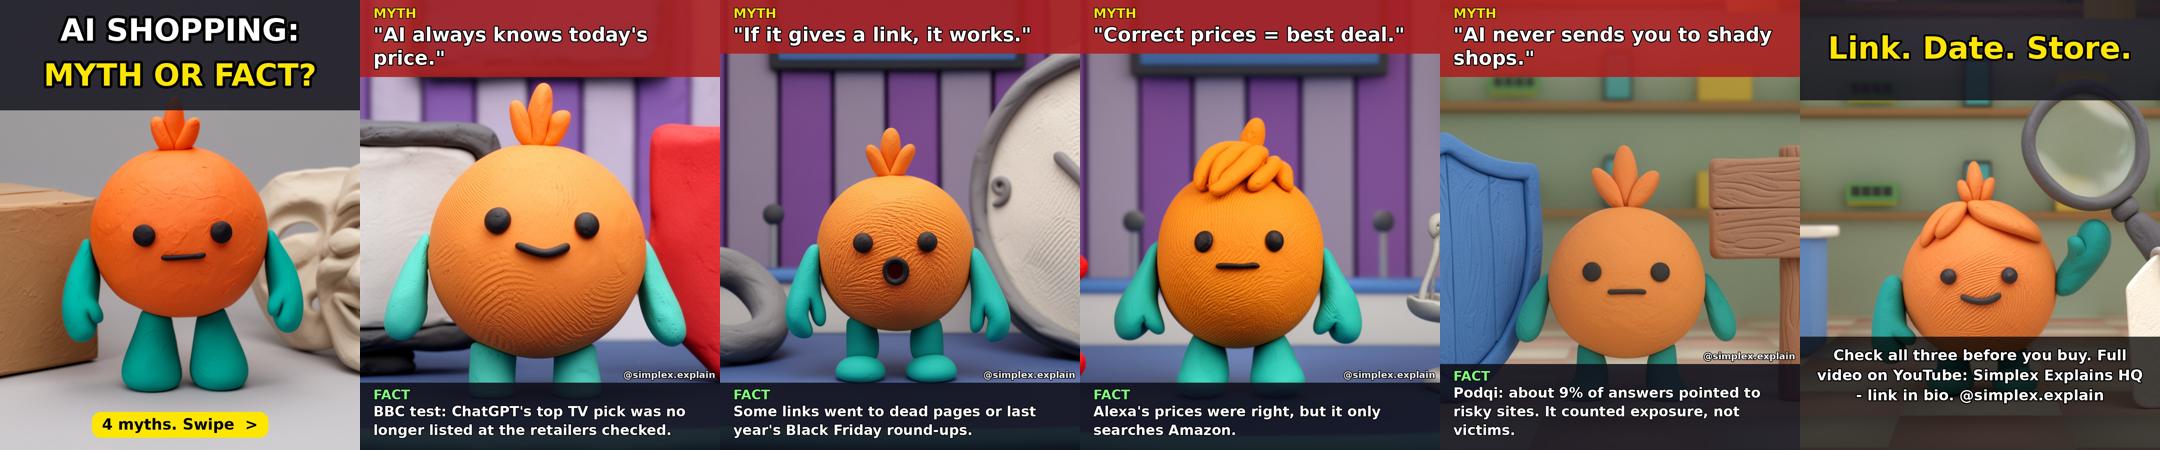 AI SHOPPING:
MYTH OR FACT?
4 myths. Swipe >
MYTH
"AI always knows today's
price."
@simplex.explain
FACT
BBC test: ChatGPT's top TV pick was no
longer listed at the retailers checked.
MYTH
"If it gives a link, it works."
9
@simplex.explain
FACT
Some links went to dead pages or last
year's Black Friday round-ups.
MYTH
"Correct prices = best deal."
@simplex.explain
FACT
Alexa's prices were right, but it only
searches Amazon.
MYTH
"AI never sends you to shady
shops."
@simplex.explain
FACT
Podqi: about 9% of answers pointed to
risky sites. It counted exposure, not
victims.
Link. Date. Store.
Check all three before you buy. Full
video on YouTube: Simplex Explains HQ
- link in bio. @simplex.explain